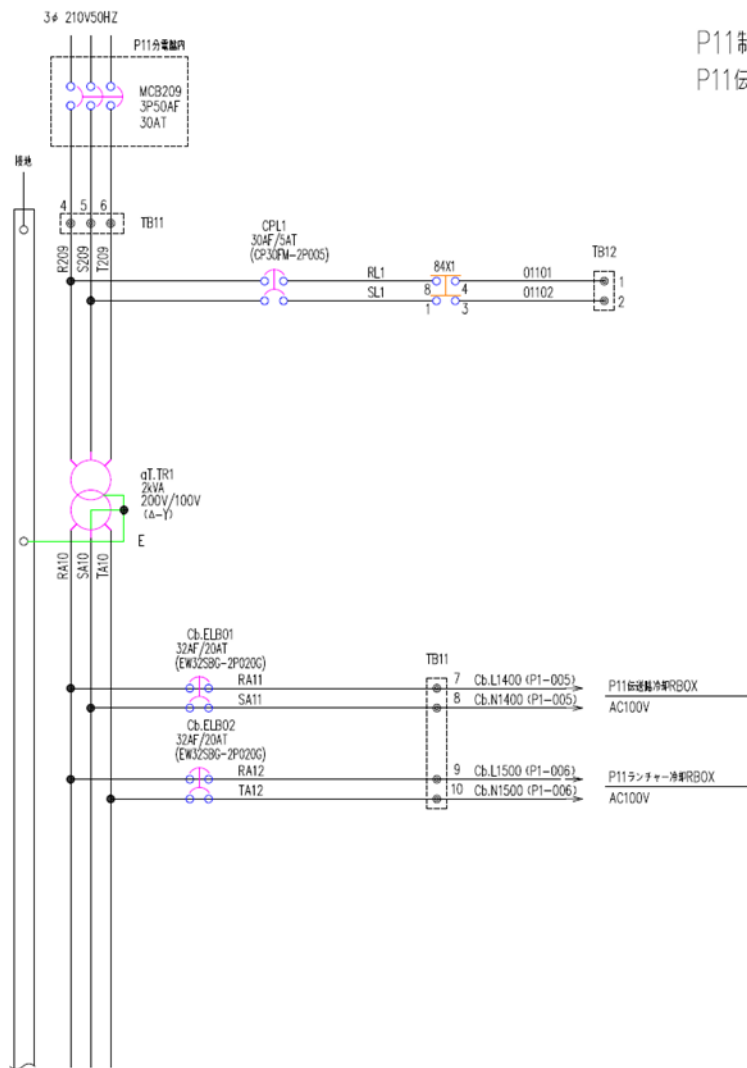 3φ 210V50HZ
P11分電盤内
P11制
P11伝
MCB209
3P50AF
30AT
接地
4 5 6
TB11
R209
S209
T209
CPL1
30AF/5AT
(CP30FM-2P005)
RL1
SL1
84X1
8 4
1 3
01101
01102
TB12
1
2
αT.TR1
2kVA
200V/100V
(Δ-Y)
E
RA10
SA10
TA10
Cb.ELB01
32AF/20AT
(EW32SBG-2P020G)
RA11
SA11
TB11
7 Cb.L1400 (P1-005)
8 Cb.N1400 (P1-005)
P11伝送路冷却RBOX
AC100V
Cb.ELB02
32AF/20AT
(EW32SBG-2P020G)
RA12
TA12
9 Cb.L1500 (P1-006)
10 Cb.N1500 (P1-006)
P11ランチャー冷却RBOX
AC100V